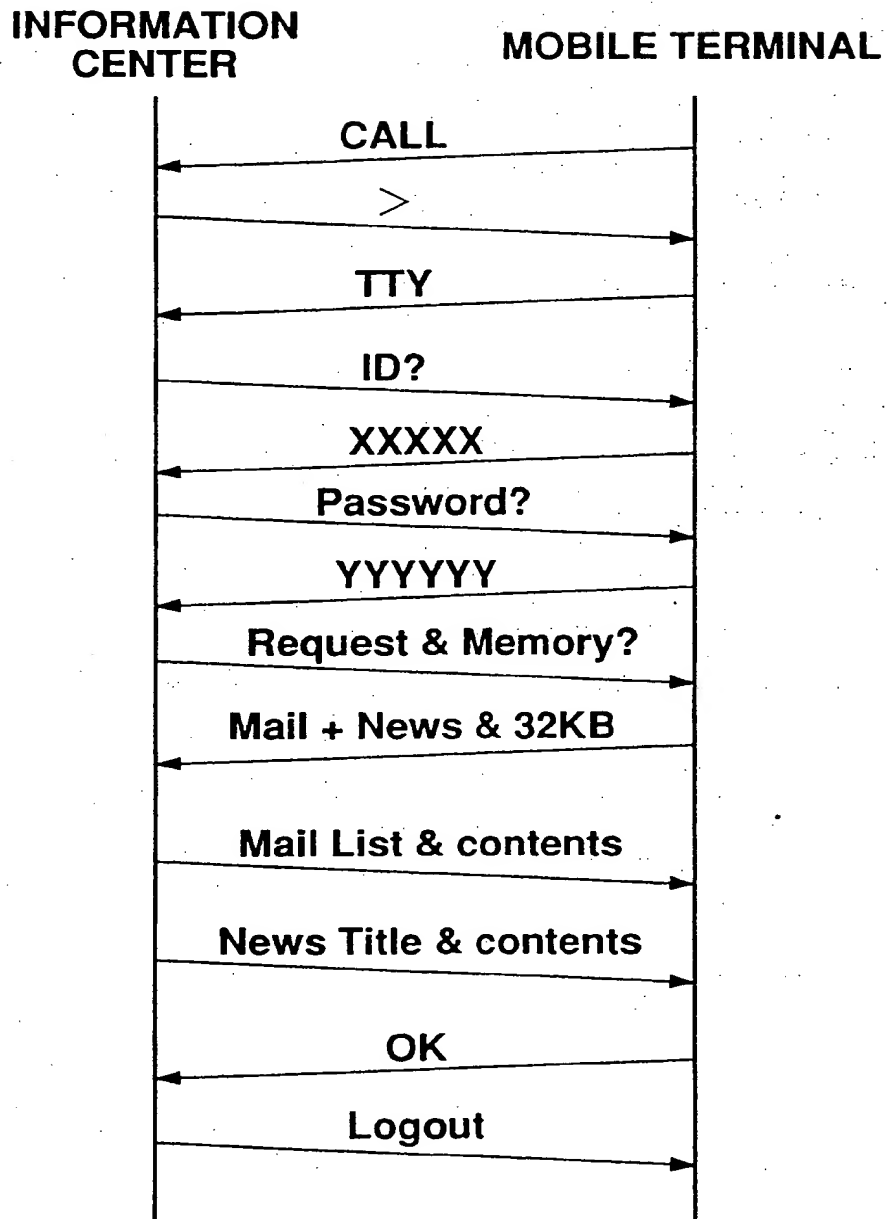 INFORMATION
CENTER
MOBILE TERMINAL
CALL
>
TTY
ID?
XXXXX
Password?
YYYYYY
Request & Memory?
Mail + News & 32KB
Mail List & contents
News Title & contents
OK
Logout